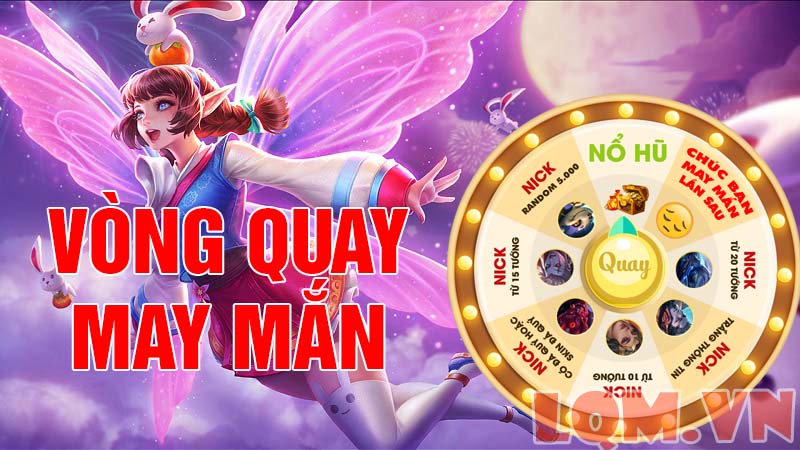 VÒNG QUAY
MAY MẮN
NỔ HŨ
CHÚC BẠN
MAY MẮN
LẦN SAU
NICK
TỪ 20 TƯỚNG
NICK
TRẮNG THÔNG TIN
NICK
TỪ 10 TƯỚNG
NICK
CÓ ĐÁ QUÝ HOẶC
SKIN ĐÁ QUÝ
NICK
TỪ 15 TƯỚNG
NICK
RANDOM 5.000
Quay
LQM.VN